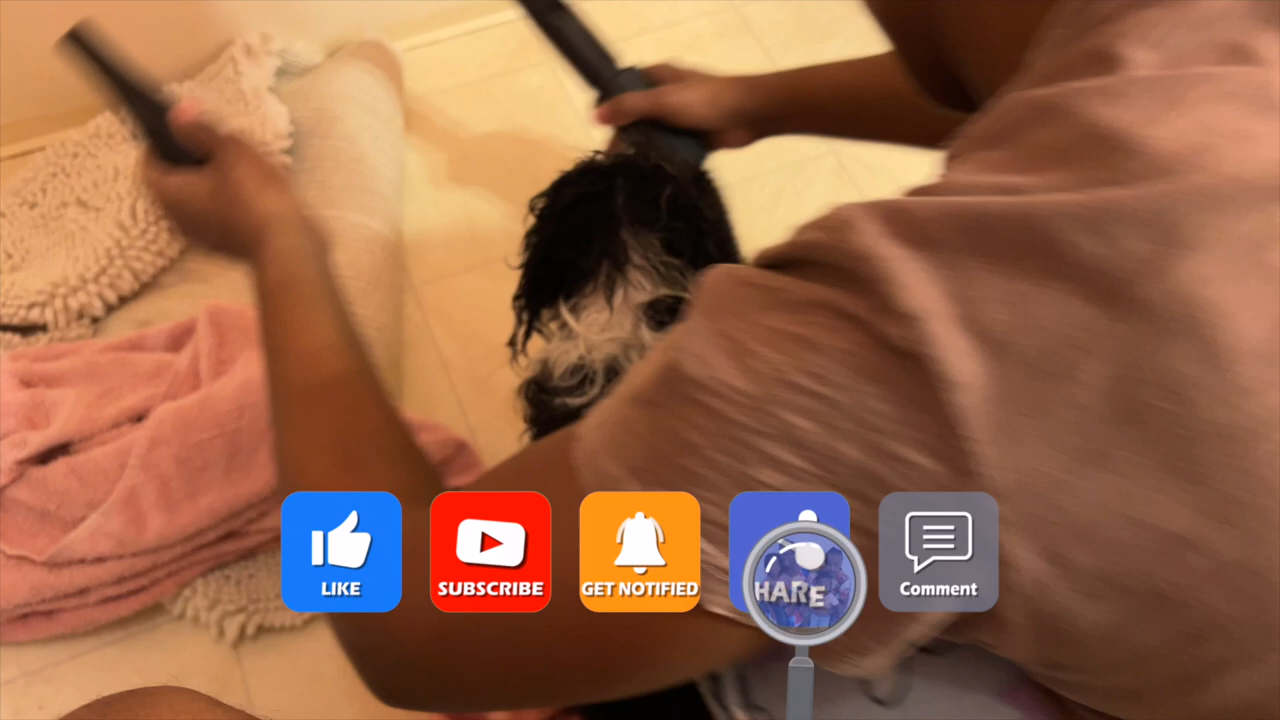 LIKE
SUBSCRIBE
GET NOTIFIED
HARE
Comment